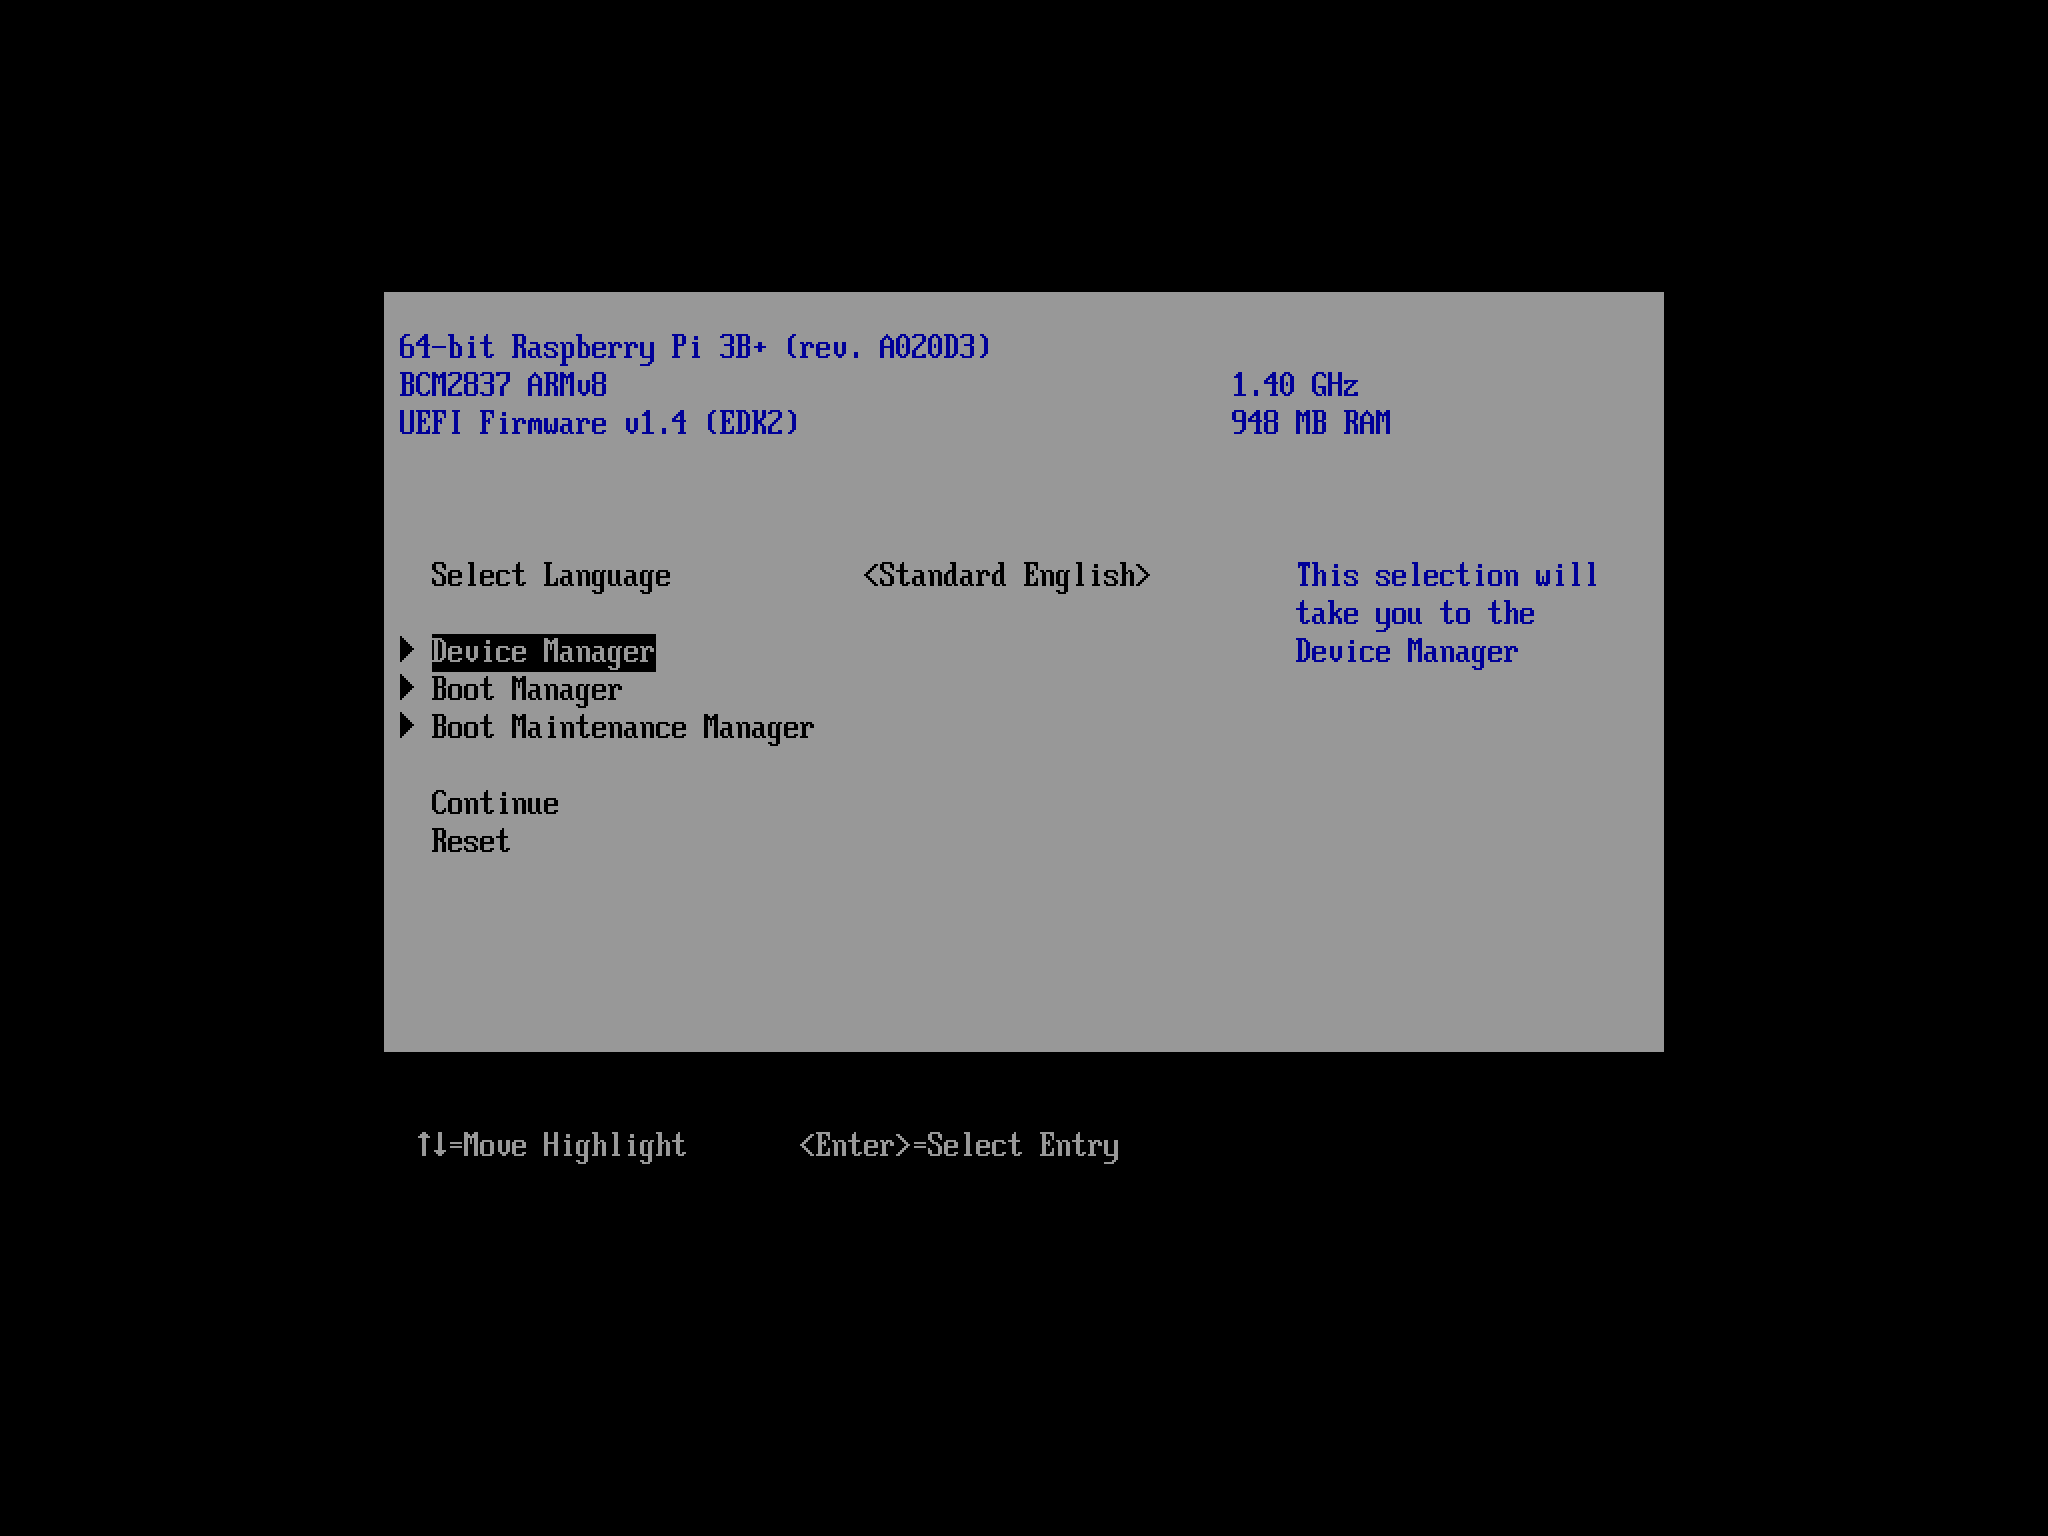 64-bit Raspberry Pi 3B+ (rev. A020D3)
BCM2837 ARMv8 1.40 GHz
UEFI Firmware v1.4 (EDK2) 948 MB RAM
Select Language <Standard English> This selection will
take you to the
Device Manager Device Manager
Boot Manager
Boot Maintenance Manager
Continue
Reset
↑↓=Move Highlight <Enter>=Select Entry